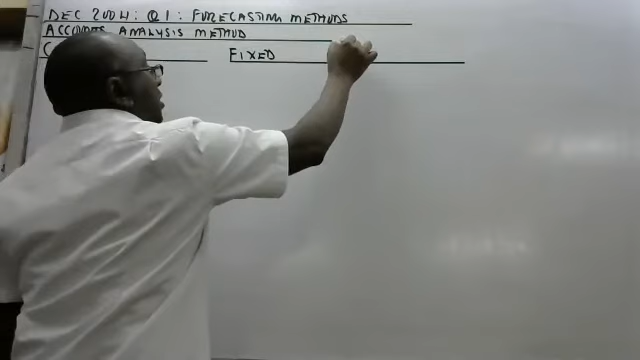 DEC 2004: Q1: FORECASTING METHODS
ACCOUNTS ANALYSIS METHOD
FIXED